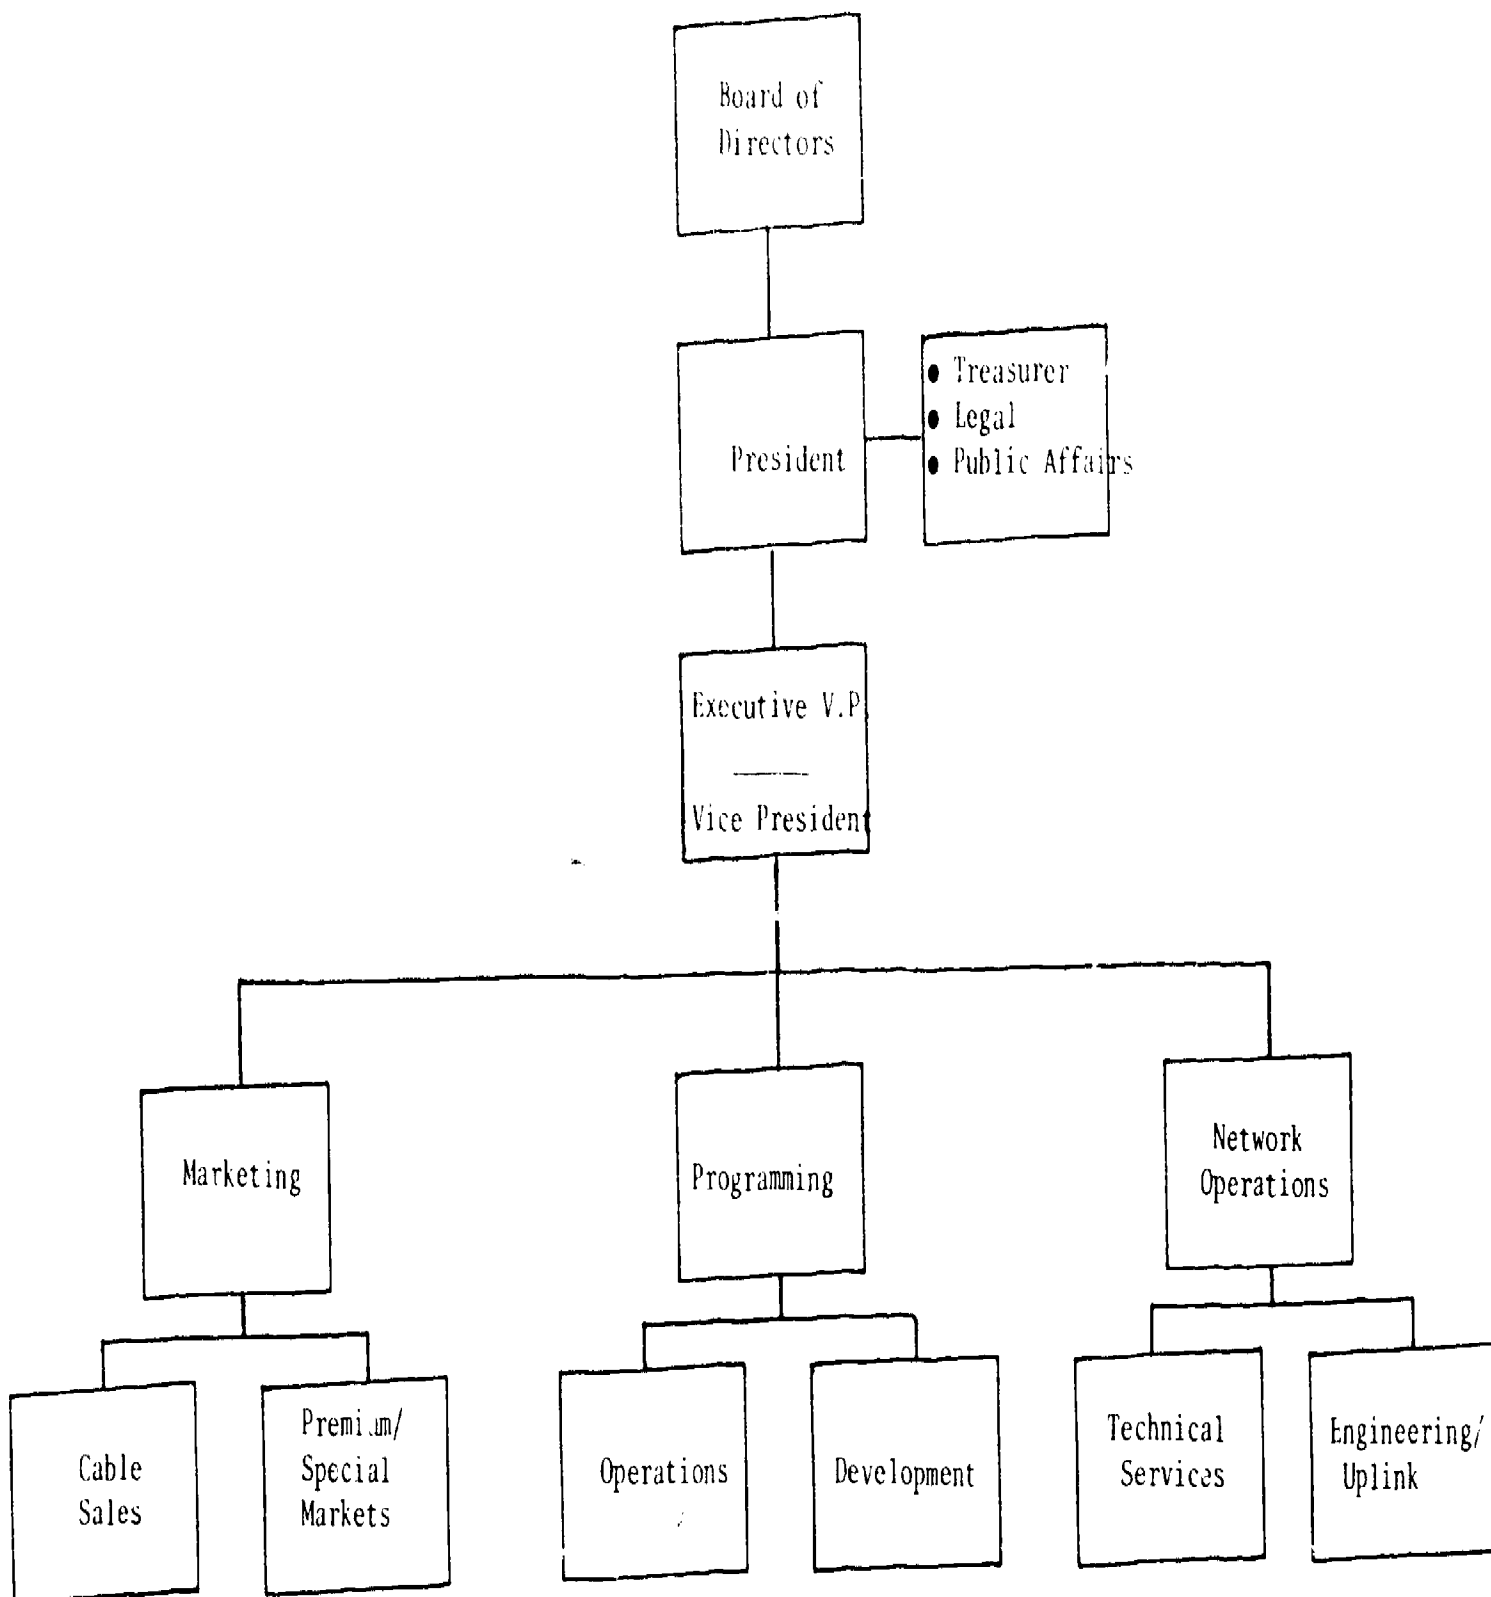 Board of
Directors
President
● Treasurer
● Legal
● Public Affairs
Executive V.P.
Vice President
Marketing
Programming
Network
Operations
Cable
Sales
Premium/
Special
Markets
Operations
Development
Technical
Services
Engineering/
Uplink